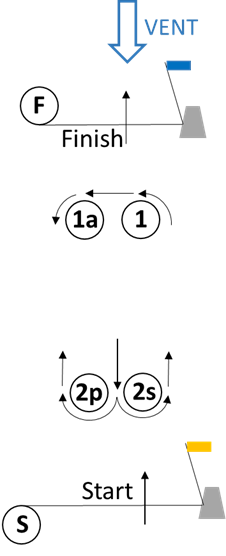 VENT
F
Finish
1a 1
2p 2s
Start
S